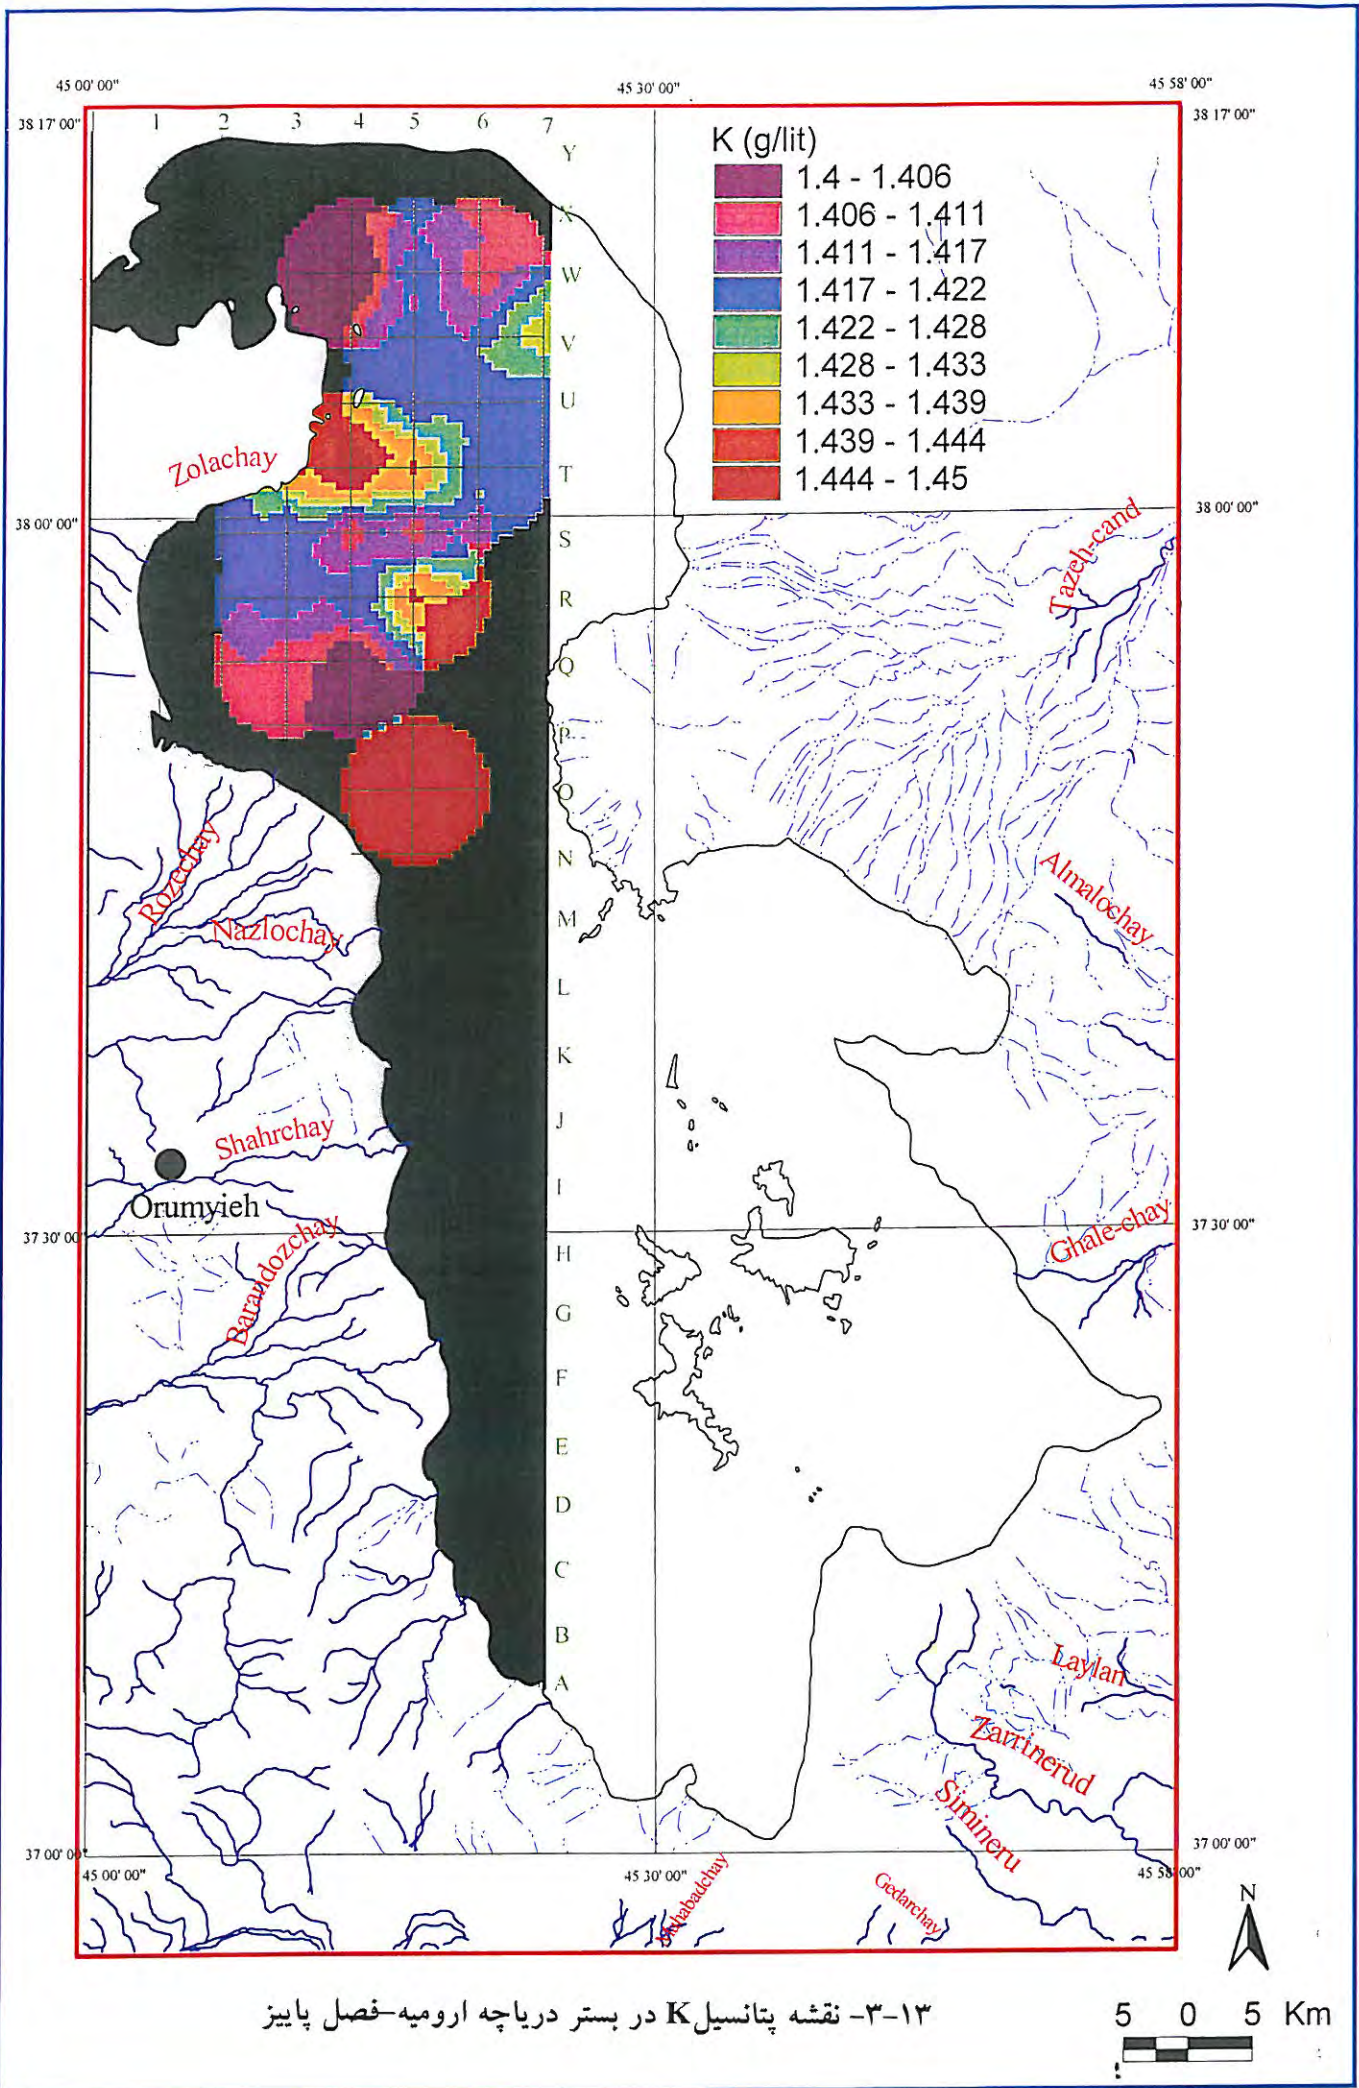 45 00' 00"
45 30' 00"
45 58' 00"
38 17' 00"
38 17' 00"
1 2 3 4 5 6 7
Y
X
W
V
U
T
S
R
Q
P
O
N
M
L
K
J
I
H
G
F
E
D
C
B
A
K (g/lit)
1.4 - 1.406
1.406 - 1.411
1.411 - 1.417
1.417 - 1.422
1.422 - 1.428
1.428 - 1.433
1.433 - 1.439
1.439 - 1.444
1.444 - 1.45
Zolachay
38 00' 00"
38 00' 00"
Tazeh-cand
Rozechay
Nazlochay
Almalochay
Shahrchay
Orumyieh
37 30' 00"
37 30' 00"
Barandozchay
Ghale-chay
Laylan
Zarrinerud
Simineru
37 00' 00"
37 00' 00"
45 00' 00"
45 30' 00"
45 58' 00"
Mahabadchay
Gedarchay
N
۳-۱۳- نقشه پتانسیل K در بستر دریاچه ارومیه-فصل پاییز
5 0 5 Km